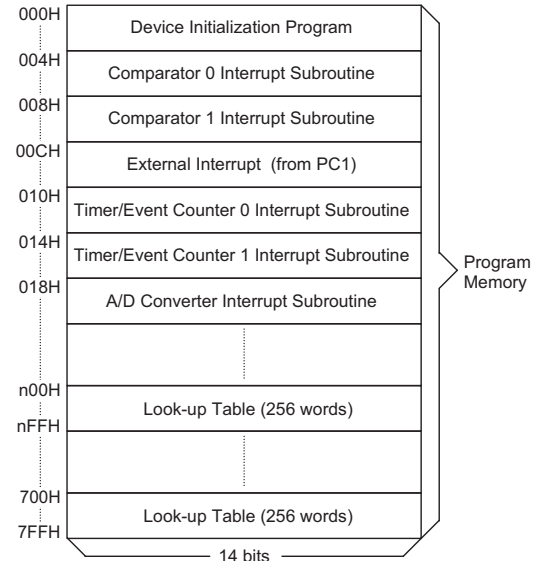 000H
Device Initialization Program
004H
Comparator 0 Interrupt Subroutine
008H
Comparator 1 Interrupt Subroutine
00CH
External Interrupt (from PC1)
010H
Timer/Event Counter 0 Interrupt Subroutine
014H
Timer/Event Counter 1 Interrupt Subroutine
018H
A/D Converter Interrupt Subroutine
Program
Memory
n00H
Look-up Table (256 words)
nFFH
700H
Look-up Table (256 words)
7FFH
14 bits